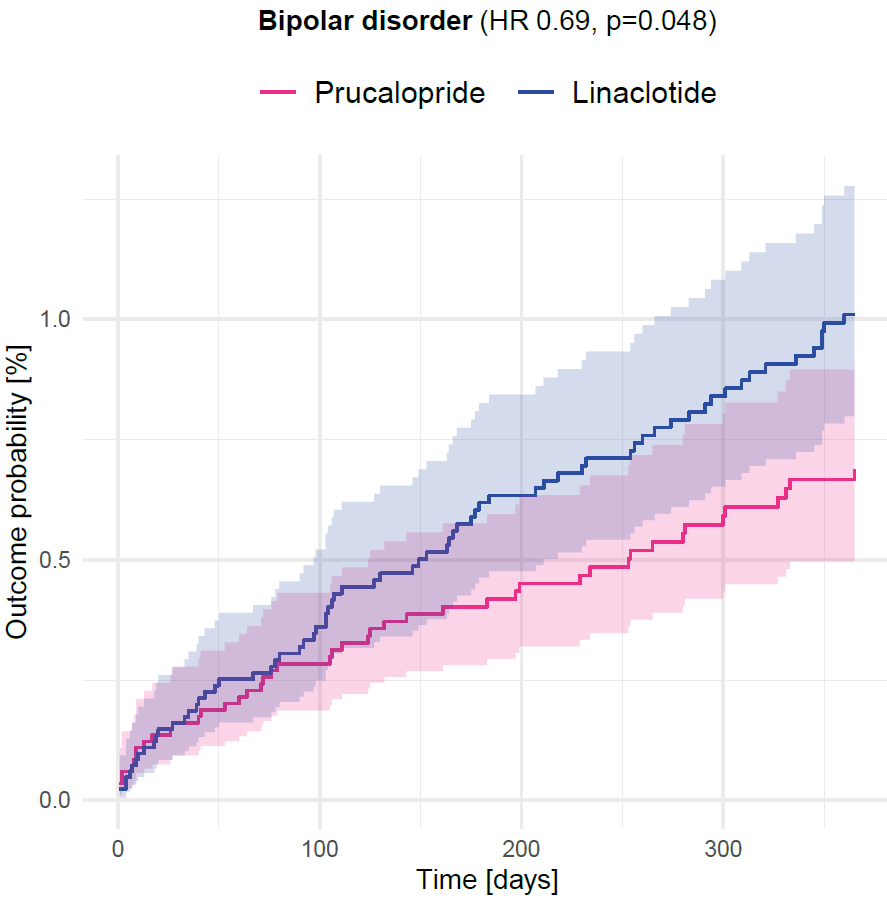 Bipolar disorder (HR 0.69, p=0.048)
Prucalopride Linaclotide
Outcome probability [%]
1.0
0.5
0.0
0 100 200 300
Time [days]